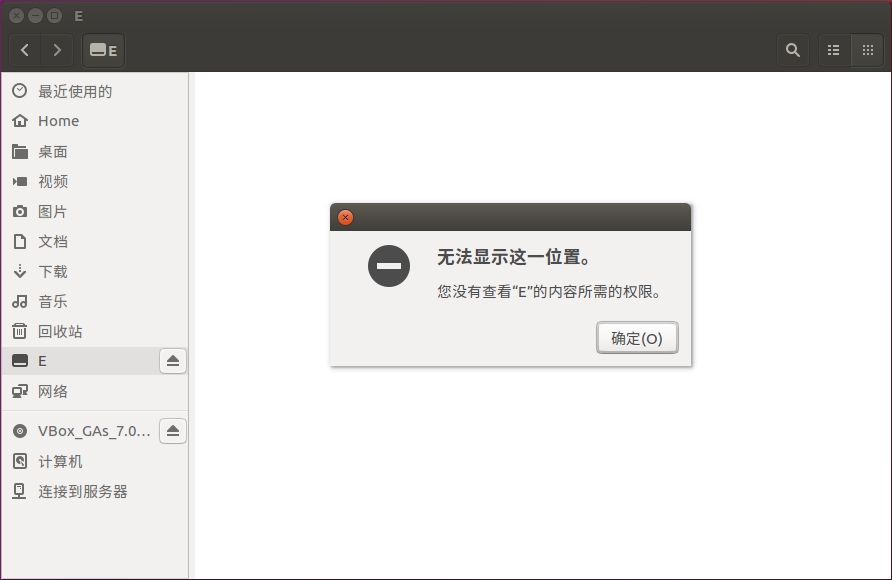 E
E
最近使用的
Home
桌面
视频
图片
文档
下载
音乐
回收站
E
网络
VBox_GAs_7.0...
计算机
连接到服务器
无法显示这一位置。
您没有查看“E”的内容所需的权限。
确定(O)